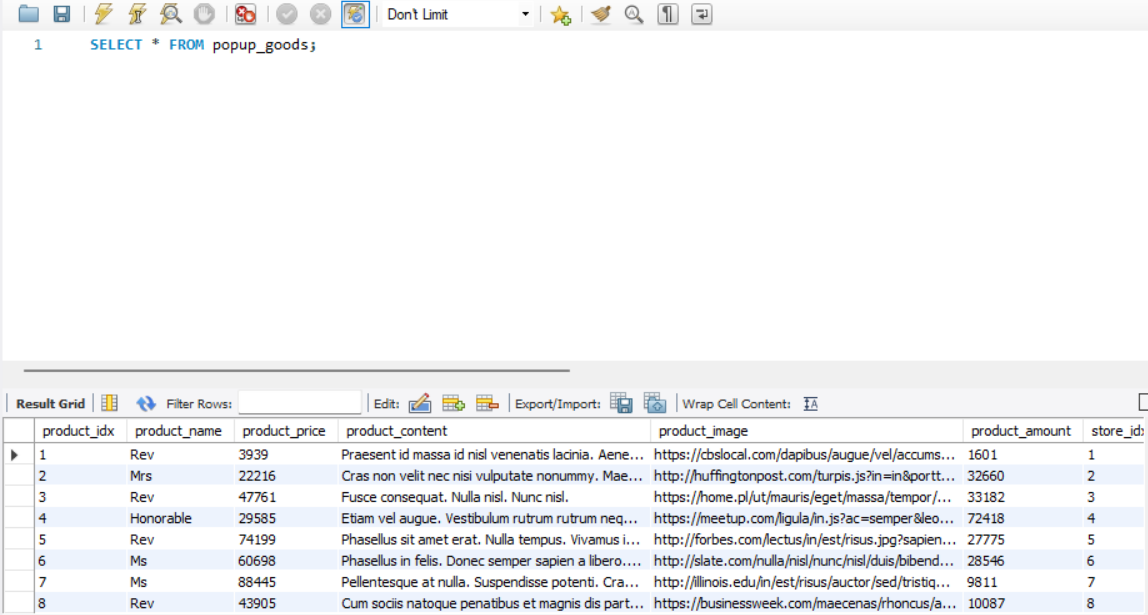 Don't Limit
1 SELECT * FROM popup_goods;
Result Grid Filter Rows: Edit: Export/Import: Wrap Cell Content:
product_idx product_name product_price product_content product_image product_amount store_idx
1 Rev 3939 Praesent id massa id nisl venenatis lacinia. Aene... https://cbslocal.com/dapibus/augue/vel/accums... 1601 1
2 Mrs 22216 Cras non velit nec nisi vulputate nonummy. Mae... http://huffingtonpost.com/turpis.js?in=in&portt... 32660 2
3 Rev 47761 Fusce consequat. Nulla nisl. Nunc nisl. https://home.pl/ut/mauris/eget/massa/tempor/... 33182 3
4 Honorable 29585 Etiam vel augue. Vestibulum rutrum rutrum neq... https://meetup.com/ligula/in.js?ac=semper&leo... 72418 4
5 Rev 74199 Phasellus sit amet erat. Nulla tempus. Vivamus i... http://forbes.com/lectus/in/est/risus.jpg?sapien... 27775 5
6 Ms 60698 Phasellus in felis. Donec semper sapien a libero.... http://slate.com/nulla/nisl/nunc/nisl/duis/bibend... 28546 6
7 Ms 88445 Pellentesque at nulla. Suspendisse potenti. Cra... http://illinois.edu/in/est/risus/auctor/sed/tristiq... 9811 7
8 Rev 43905 Cum sociis natoque penatibus et magnis dis part... https://businessweek.com/maecenas/rhoncus/a... 10087 8